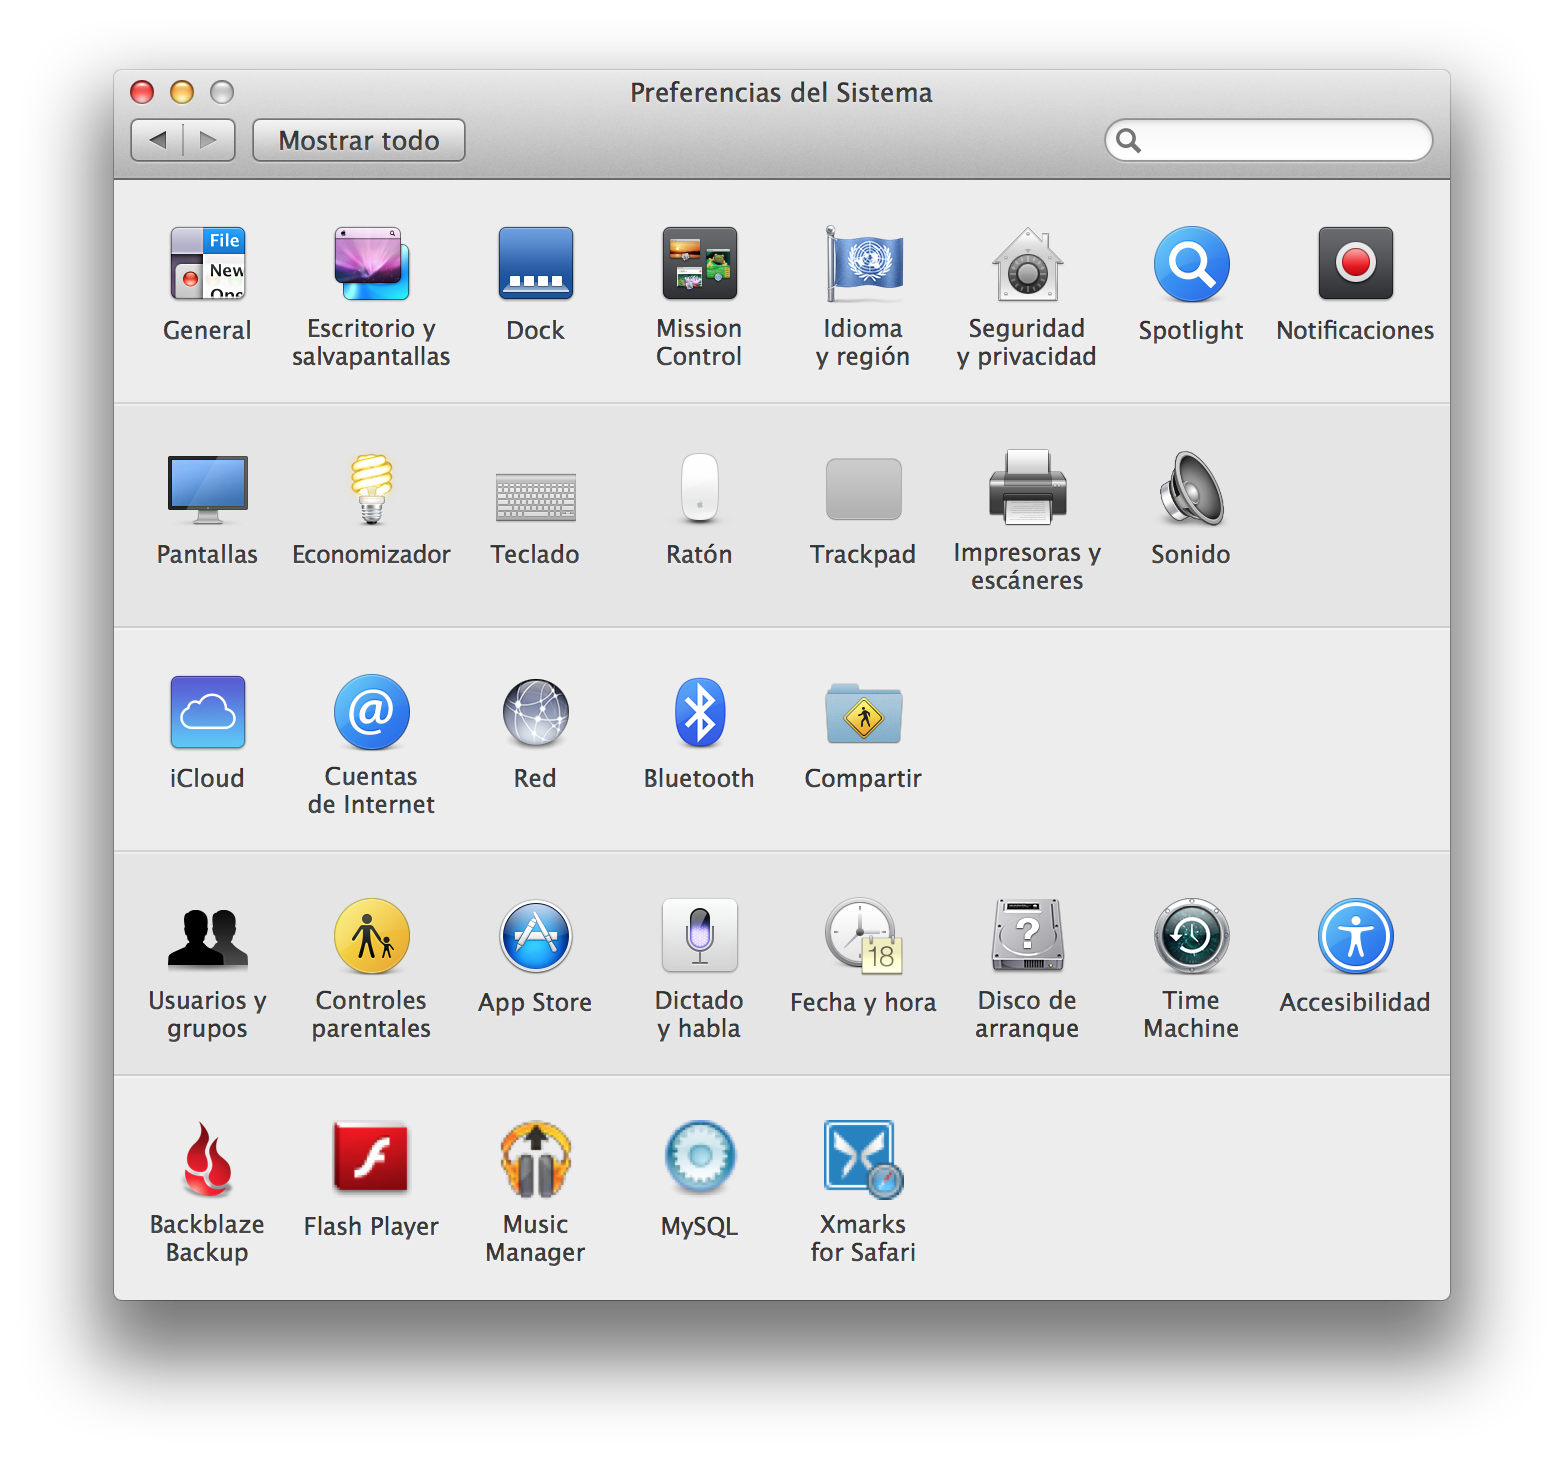 Preferencias del Sistema
Mostrar todo
File
New
General
Escritorio y
salvapantallas
Dock
Mission
Control
Idioma
y región
Seguridad
y privacidad
Spotlight
Notificaciones
Pantallas
Economizador
Teclado
Ratón
Trackpad
Impresoras y
escáneres
Sonido
iCloud
@
Cuentas
de Internet
Red
Bluetooth
Compartir
18
?
Usuarios y
grupos
Controles
parentales
App Store
Dictado
y habla
Fecha y hora
Disco de
arranque
Time
Machine
Accesibilidad
Backblaze
Backup
Flash Player
Music
Manager
MySQL
Xmarks
for Safari